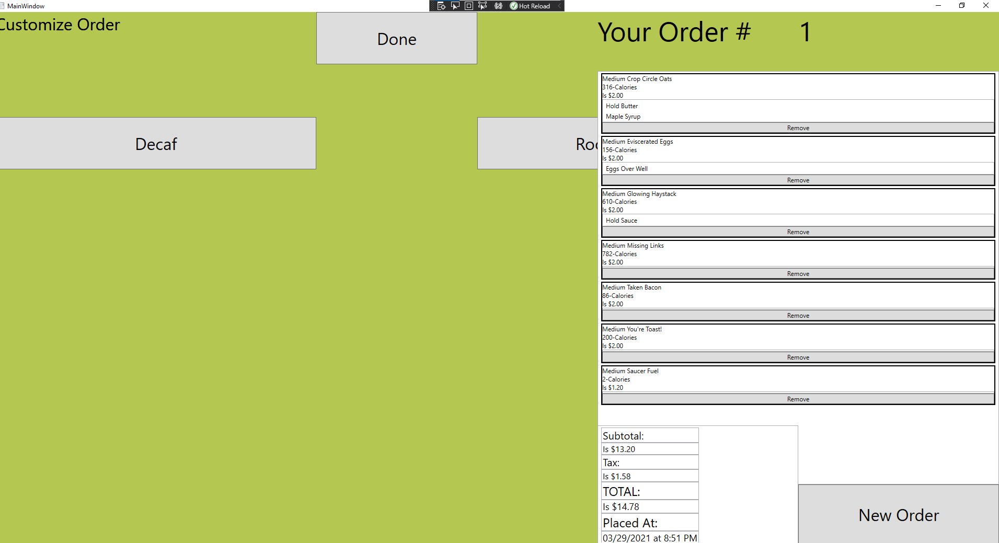 MainWindow
Hot Reload
Customize Order
Done
Decaf
Your Order # 1
Medium Crop Circle Oats
316-Calories
Is $2.00
Hold Butter
Maple Syrup
Remove
Medium Eviscerated Eggs
156-Calories
Is $2.00
Eggs Over Well
Remove
Medium Glowing Haystack
610-Calories
Is $2.00
Hold Sauce
Remove
Medium Missing Links
782-Calories
Is $2.00
Remove
Medium Taken Bacon
86-Calories
Is $2.00
Remove
Medium You're Toast!
200-Calories
Is $2.00
Remove
Medium Saucer Fuel
2-Calories
Is $1.20
Remove
Subtotal:
Is $13.20
Tax:
Is $1.58
TOTAL:
Is $14.78
Placed At:
03/29/2021 at 8:51 PM
New Order